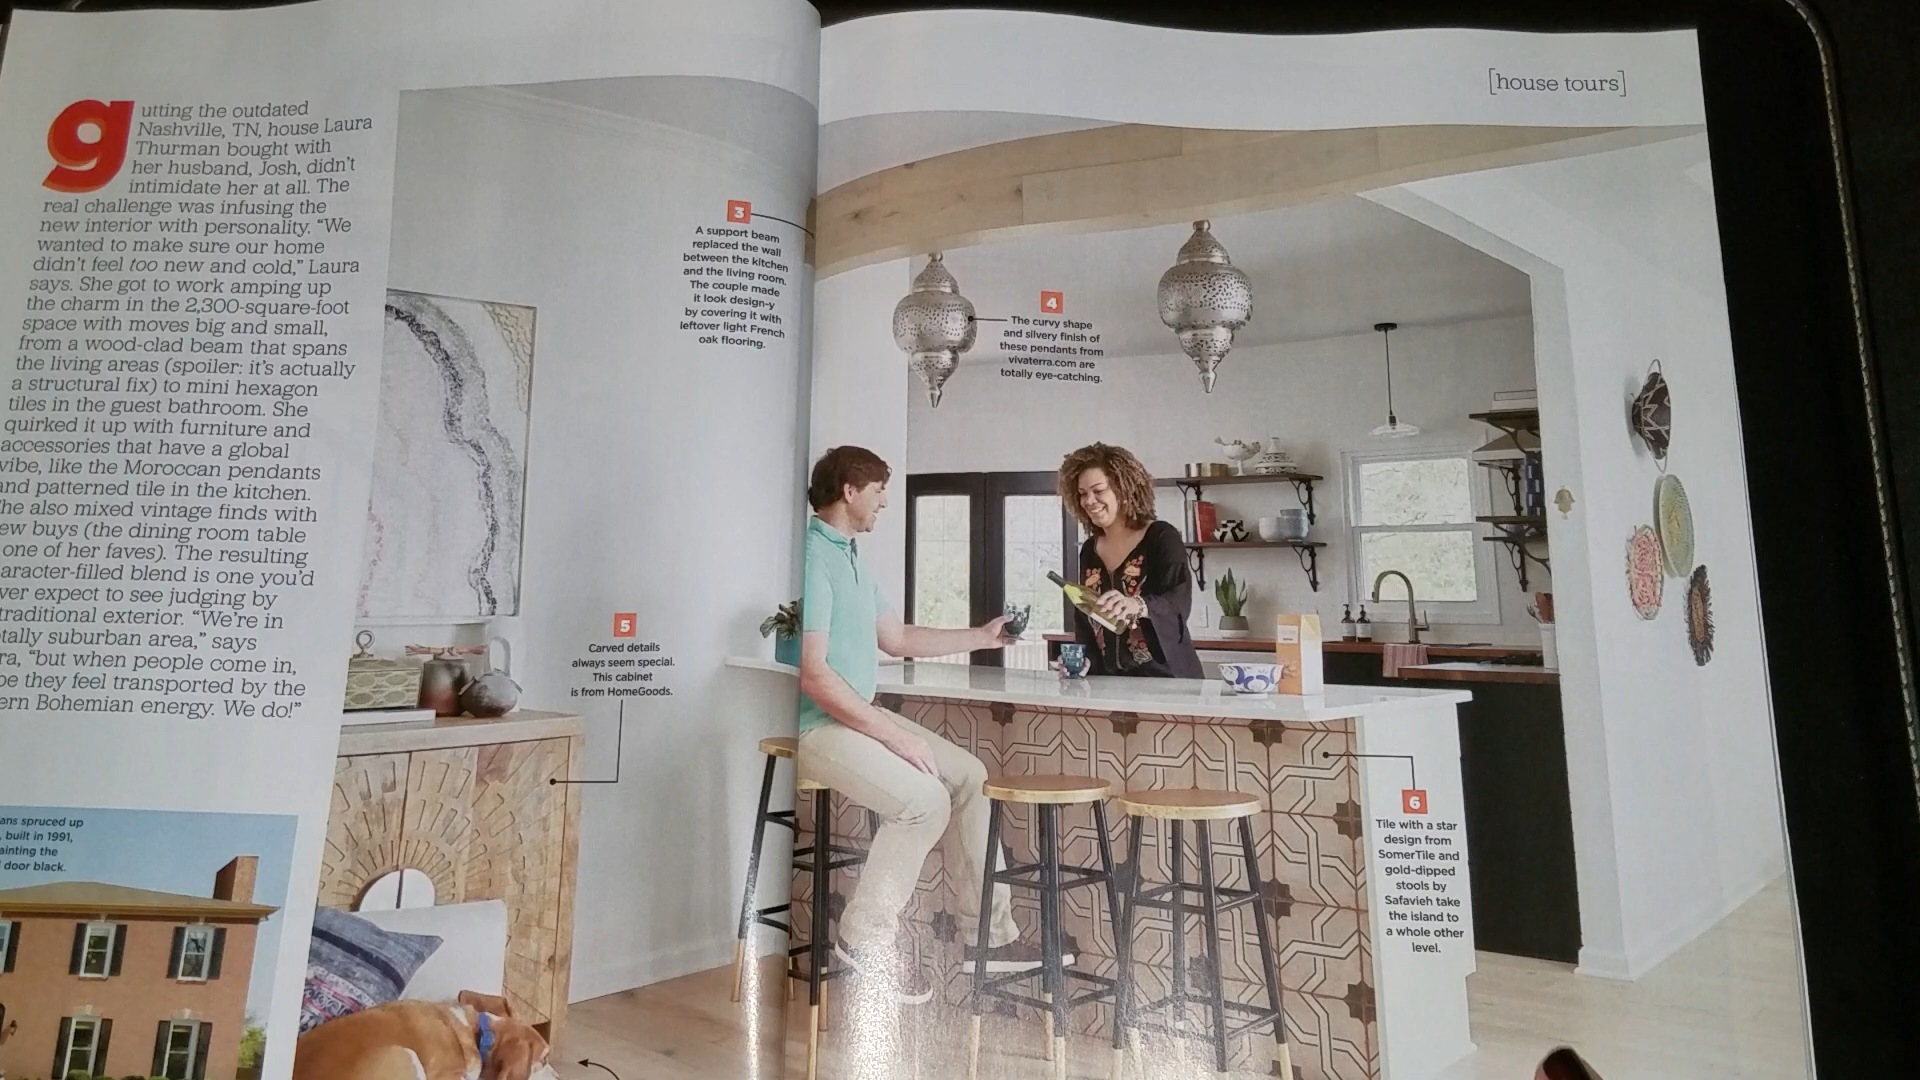 [house tours]
gutting the outdated
Nashville, TN, house Laura
Thurman bought with
her husband, Josh, didn't
intimidate her at all. The
real challenge was infusing the
new interior with personality. "We
wanted to make sure our home
didn't feel too new and cold," Laura
says. She got to work amping up
the charm in the 2,300-square-foot
space with moves big and small,
from a wood-clad beam that spans
the living areas (spoiler: it's actually
a structural fix) to mini hexagon
tiles in the guest bathroom. She
quirked it up with furniture and
accessories that have a global
vibe, like the Moroccan pendants
and patterned tile in the kitchen.
he also mixed vintage finds with
ew buys (the dining room table
one of her faves). The resulting
aracter-filled blend is one you'd
ver expect to see judging by
traditional exterior. "We're in
tally suburban area," says
ra, "but when people come in,
pe they feel transported by the
ern Bohemian energy. We do!"
ans spruced up
, built in 1991,
ainting the
door black.
3
A support beam
replaced the wall
between the kitchen
and the living room.
The couple made
it look design-y
by covering it with
leftover light French
oak flooring.
4
The curvy shape
and silvery finish of
these pendants from
vivaterra.com are
totally eye-catching.
5
Carved details
always seem special.
This cabinet
is from HomeGoods.
6
Tile with a star
design from
SomerTile and
gold-dipped
stools by
Safavieh take
the island to
a whole other
level.